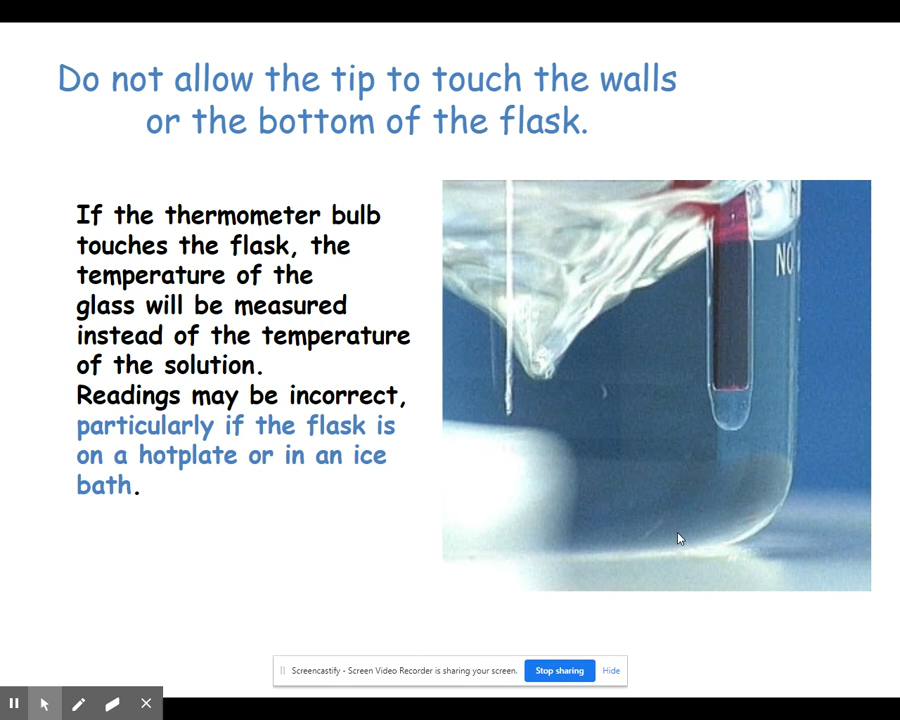 Do not allow the tip to touch the walls
or the bottom of the flask.
If the thermometer bulb
touches the flask, the
temperature of the
glass will be measured
instead of the temperature
of the solution.
Readings may be incorrect,
particularly if the flask is
on a hotplate or in an ice
bath.
NO
Screencastify - Screen Video Recorder is sharing your screen.
Stop sharing
Hide